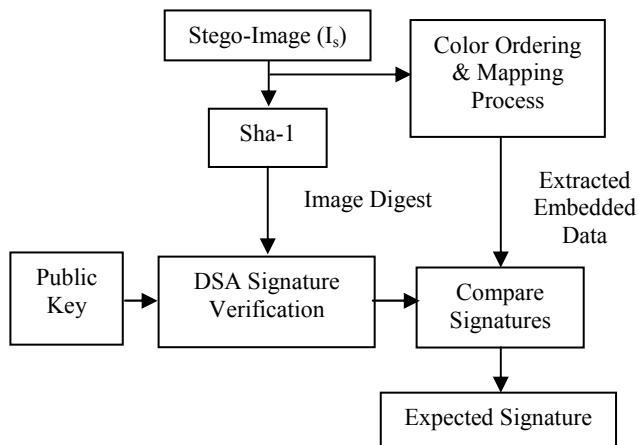 Stego-Image (Is)
Color Ordering
& Mapping
Process
Sha-1
Image Digest
Extracted
Embedded
Data
Public
Key
DSA Signature
Verification
Compare
Signatures
Expected Signature